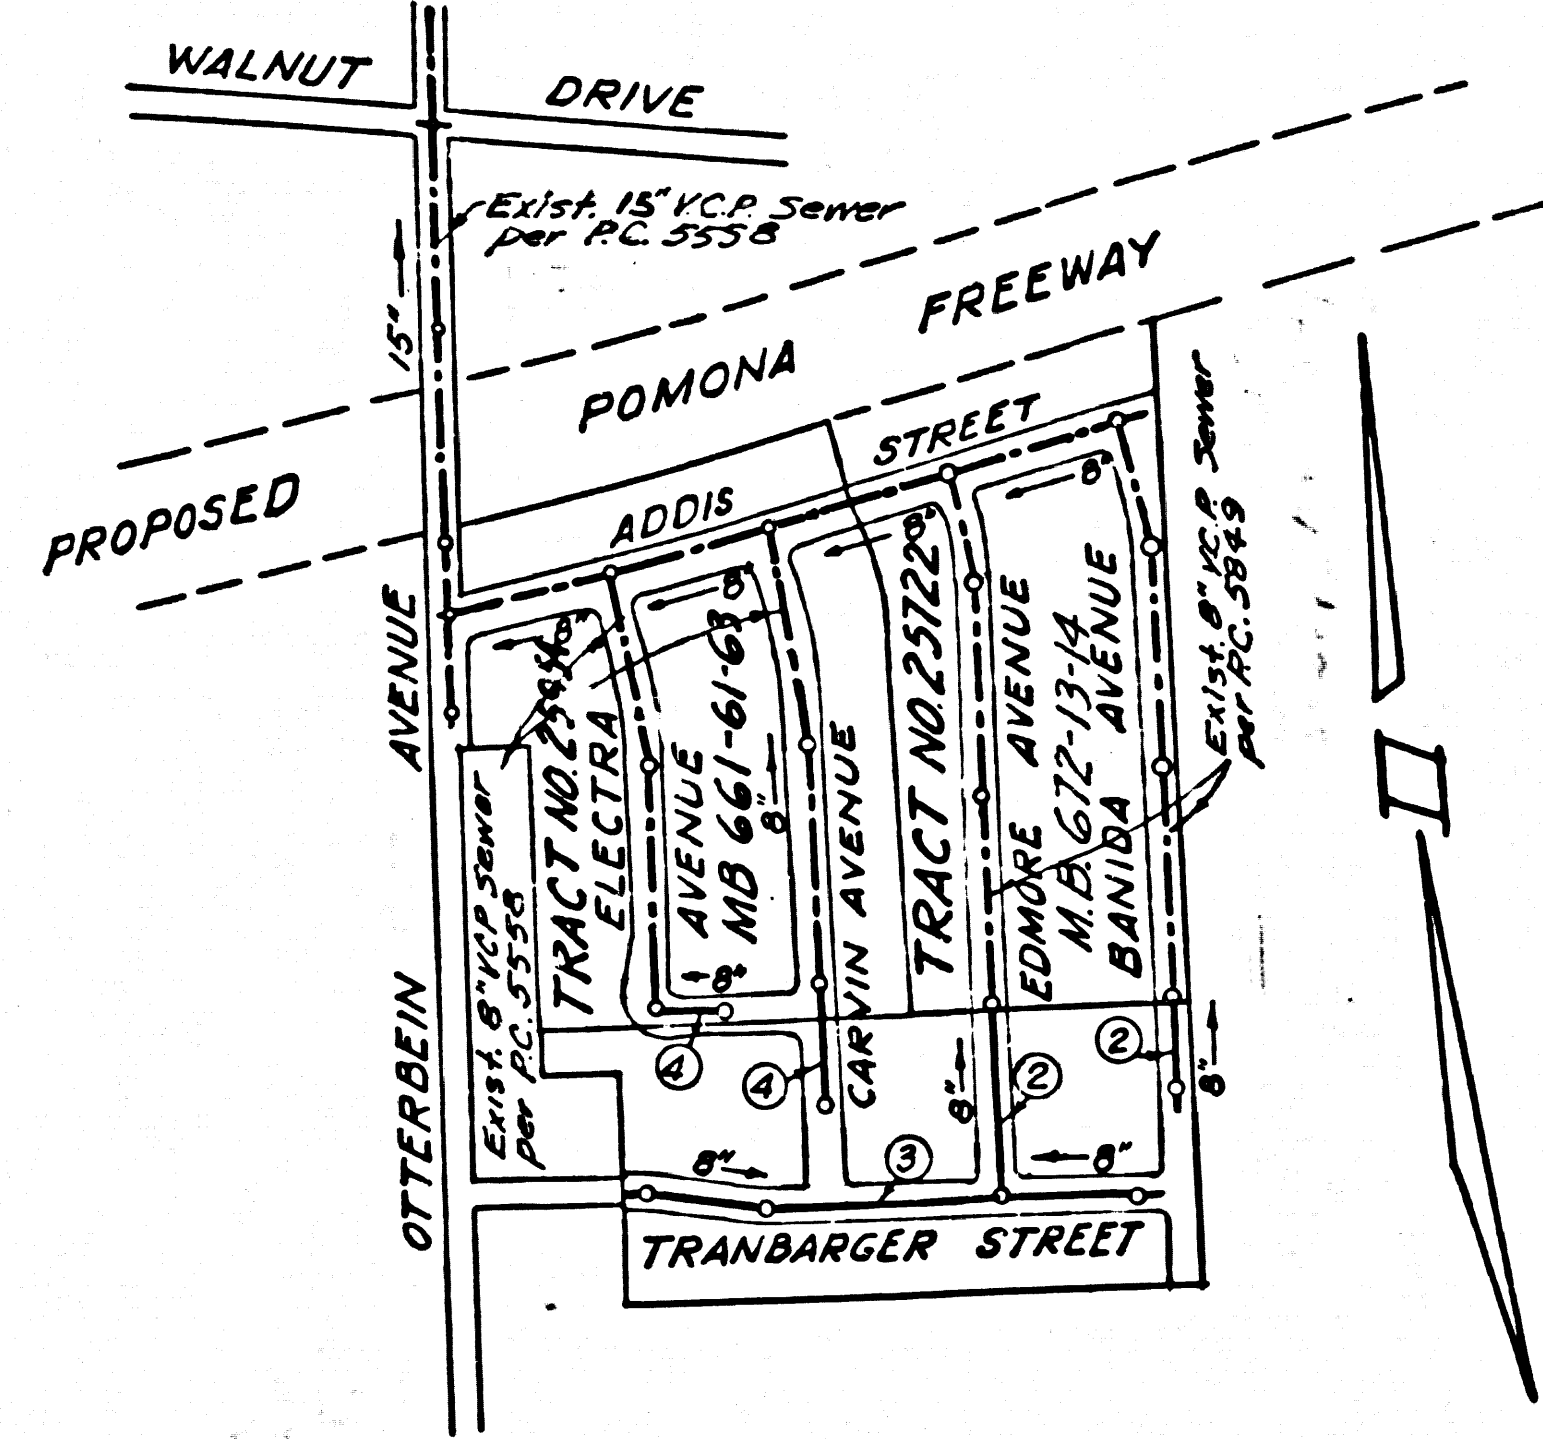 WALNUT DRIVE
Exist. 15" V.C.P. Sewer
per P.C. 5558
15"
PROPOSED POMONA FREEWAY
ADDIS STREET
8"
8"
8"
8"
OTTERBEIN AVENUE
Exist. 8" VCP Sewer
per P.C. 5558
TRACT NO.
ELECTRA AVENUE
MB 661-61-63
8"
8"
CARVIN AVENUE
TRACT NO. 25722
EDMORE AVENUE
M.B. 672-13-14
BANIDA AVENUE
Exist. 8" V.C.P. Sewer
per P.C. 5849
4
4
2
2
8"
8"
3
8"
8"
TRANBARGER STREET